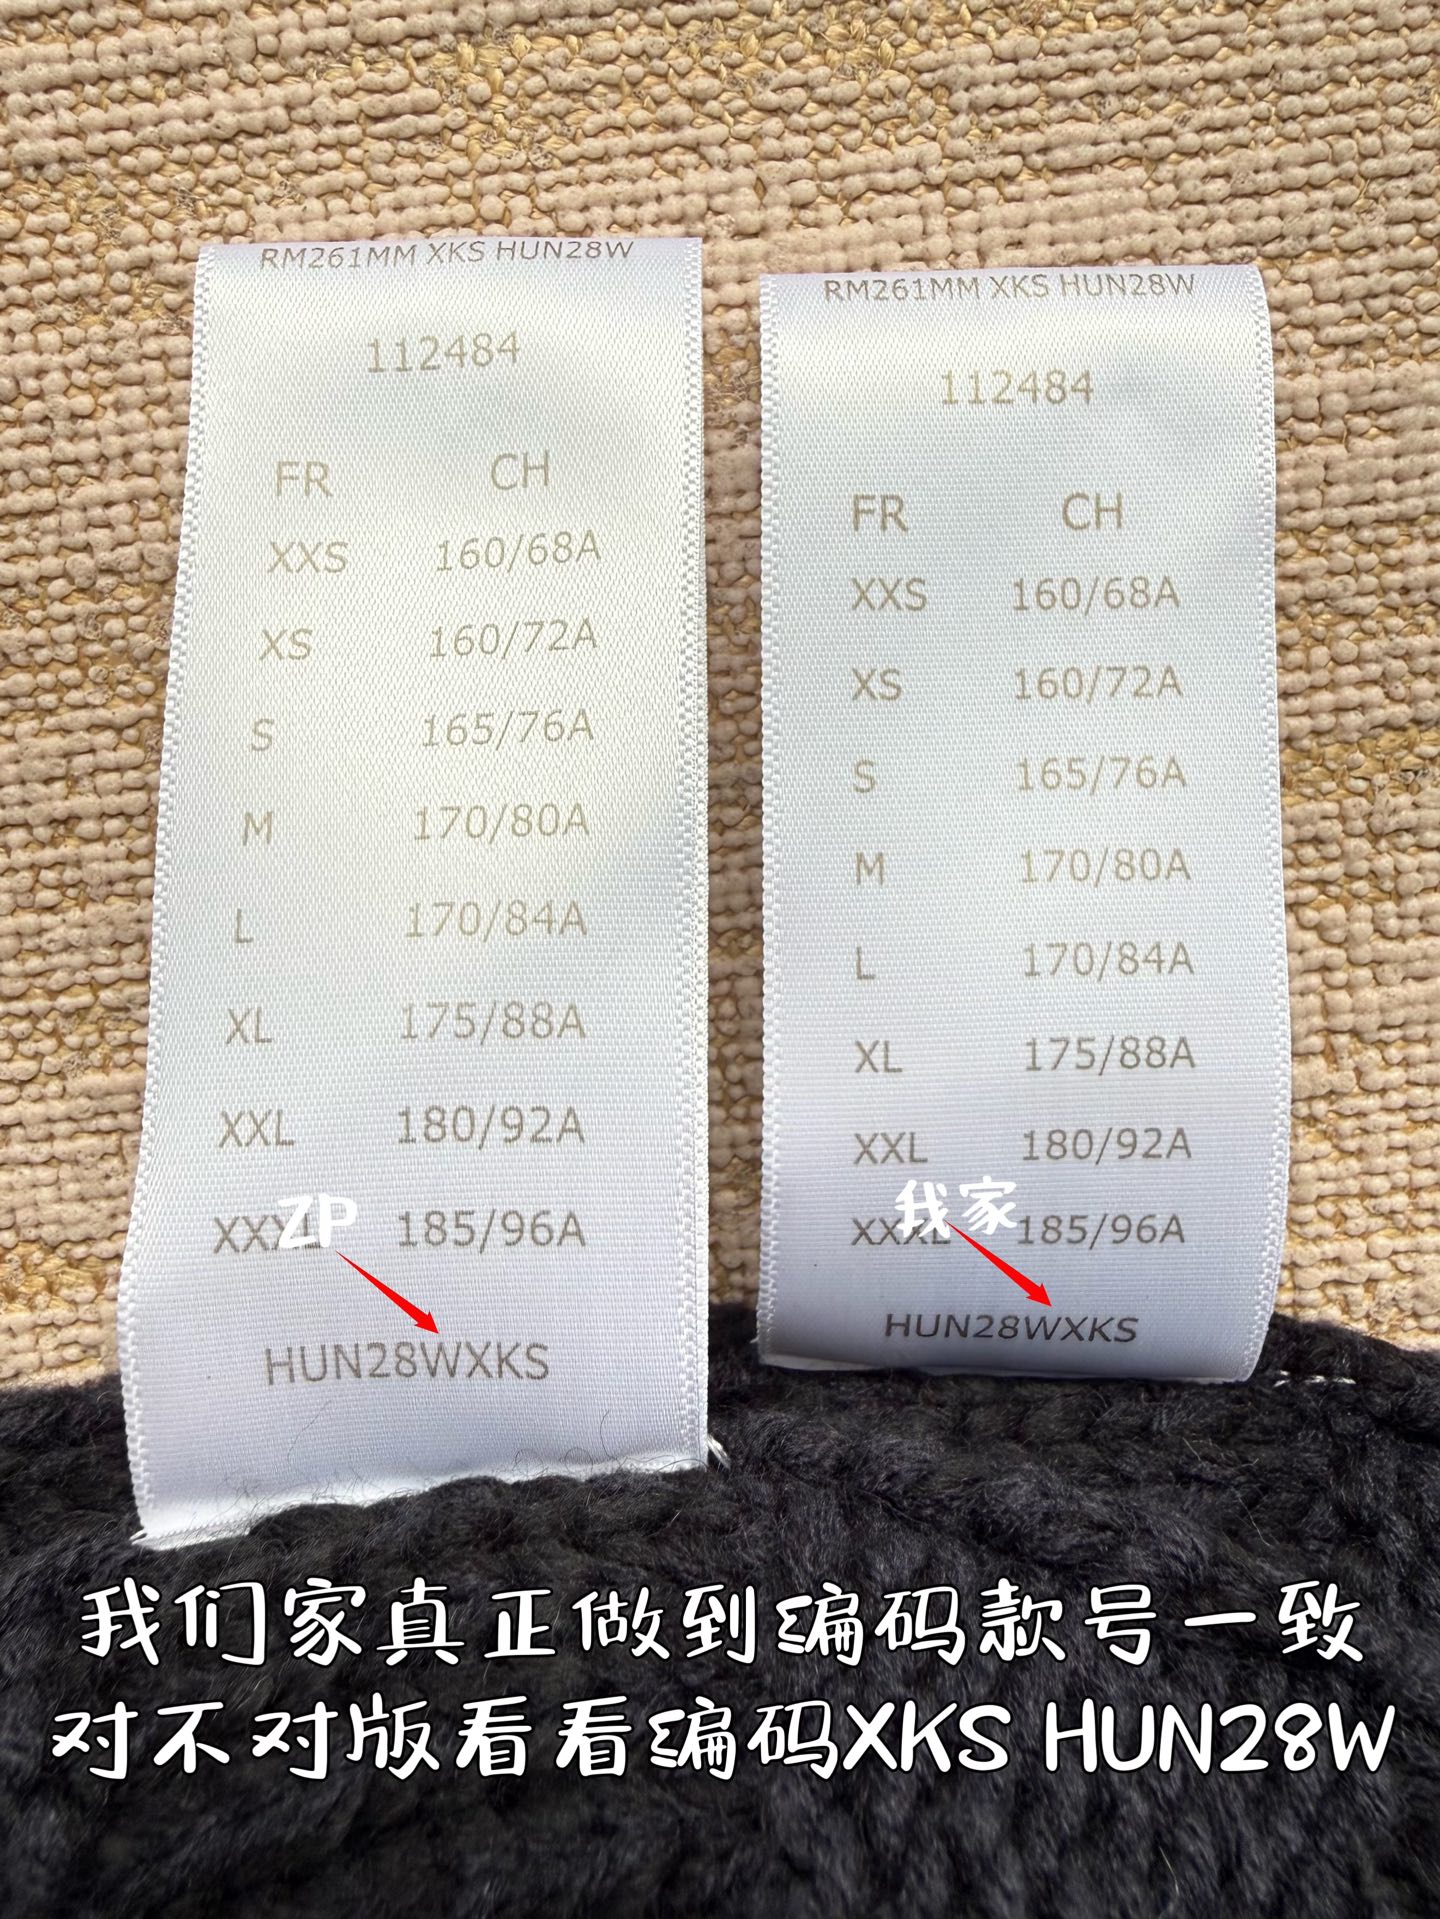 RM261MM XKS HUN28W
112484
FR CH
XXS 160/68A
XS 160/72A
S 165/76A
M 170/80A
L 170/84A
XL 175/88A
XXL 180/92A
XXXL 185/96A
ZP
HUN28WXKS
RM261MM XKS HUN28W
112484
FR CH
XXS 160/68A
XS 160/72A
S 165/76A
M 170/80A
L 170/84A
XL 175/88A
XXL 180/92A
我家
XXXL 185/96A
HUN28WXKS
我们家真正做到编码款号一致
对不对版看看编码XKS HUN28W